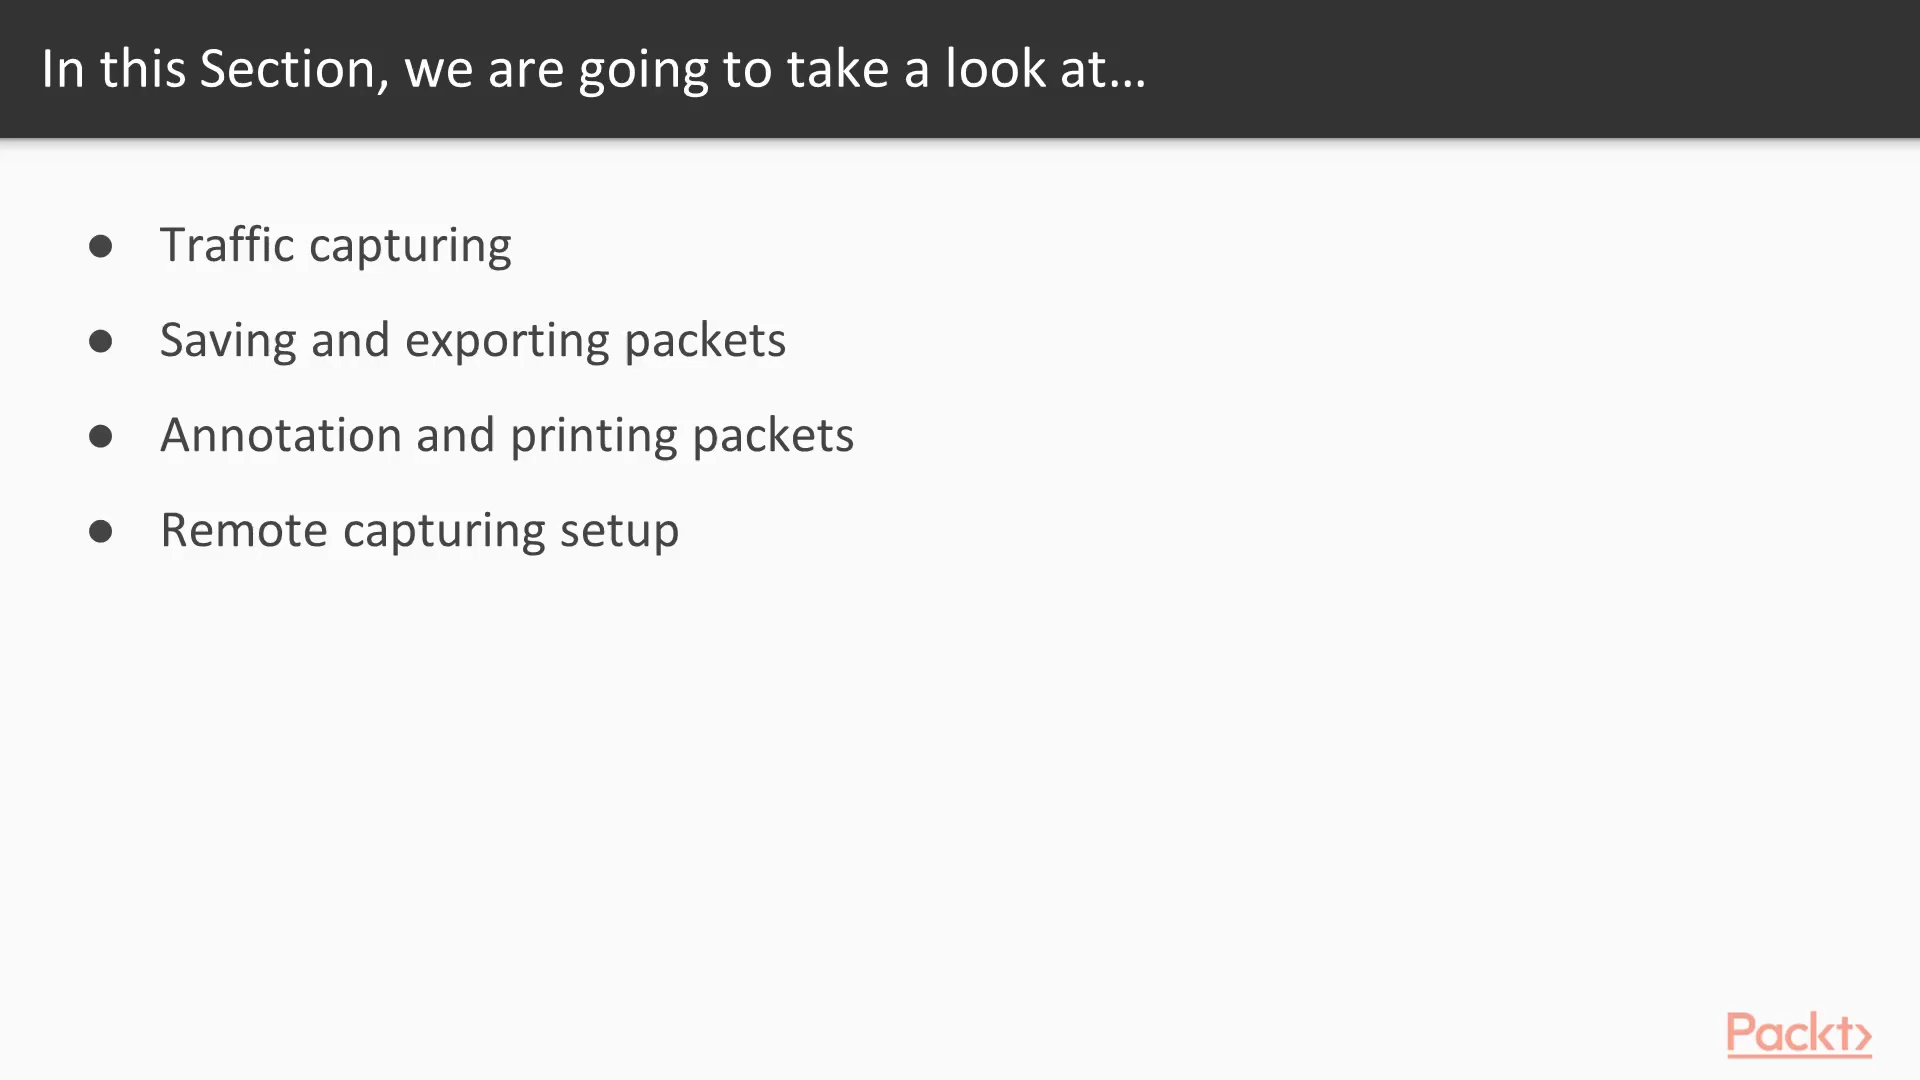 In this Section, we are going to take a look at...
● Traffic capturing
● Saving and exporting packets
● Annotation and printing packets
● Remote capturing setup
Packt>